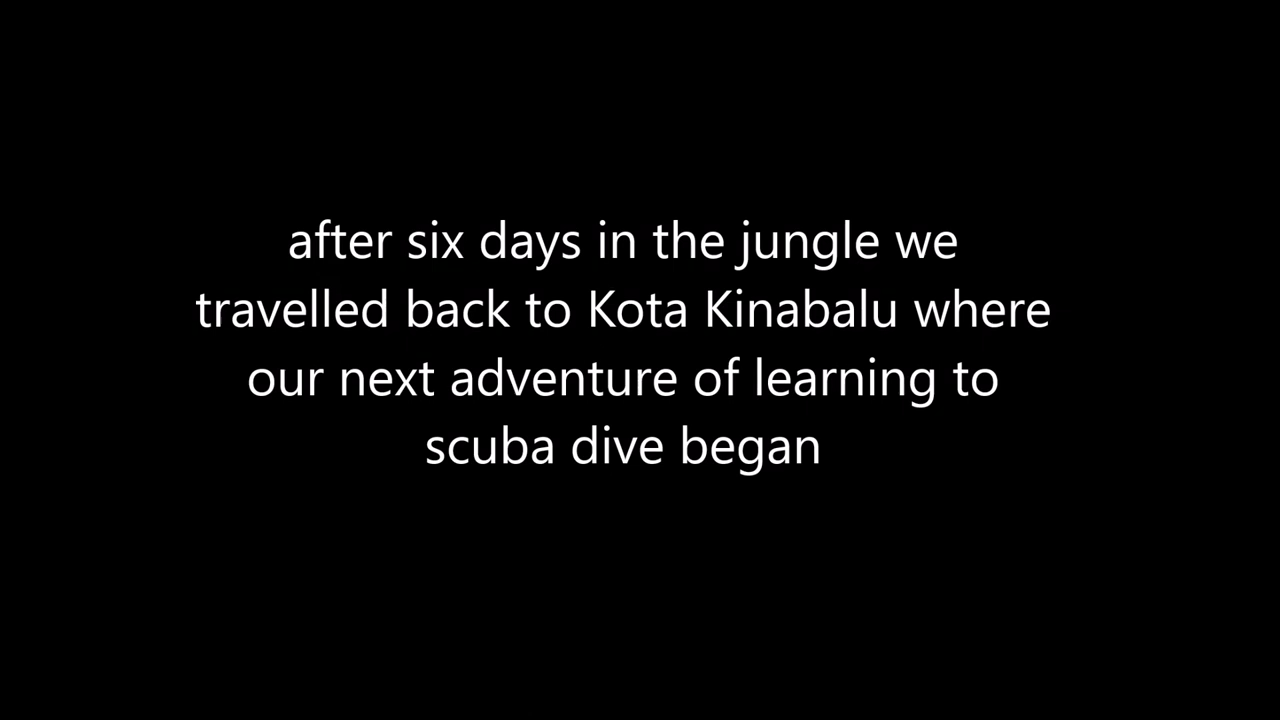 after six days in the jungle we
travelled back to Kota Kinabalu where
our next adventure of learning to
scuba dive began